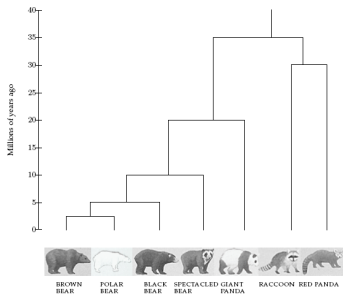 40
35
30
25
20
15
10
5
0
Millions of years ago
BROWN BEAR
POLAR BEAR
BLACK BEAR
SPECTACLED BEAR
GIANT PANDA
RACCOON
RED PANDA